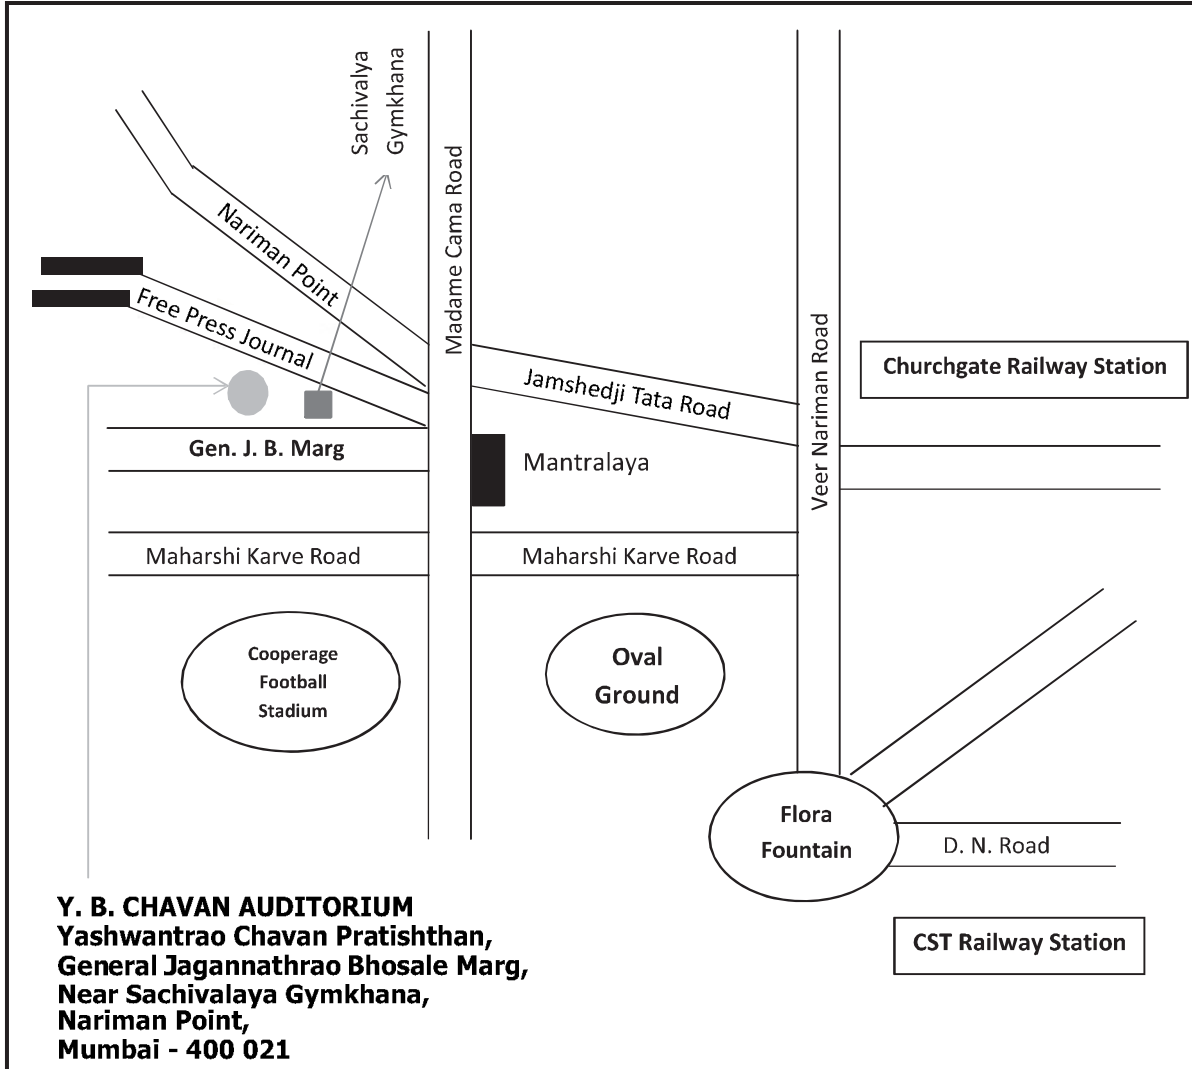 Sachivalya
Gymkhana
Madame Cama Road
Nariman Point
Free Press Journal
Veer Nariman Road
Churchgate Railway Station
Jamshedji Tata Road
Gen. J. B. Marg
Mantralaya
Maharshi Karve Road
Maharshi Karve Road
Cooperage
Football
Stadium
Oval
Ground
Flora
Fountain
D. N. Road
CST Railway Station
Y. B. CHAVAN AUDITORIUM
Yashwantrao Chavan Pratishthan,
General Jagannathrao Bhosale Marg,
Near Sachivalaya Gymkhana,
Nariman Point,
Mumbai - 400 021